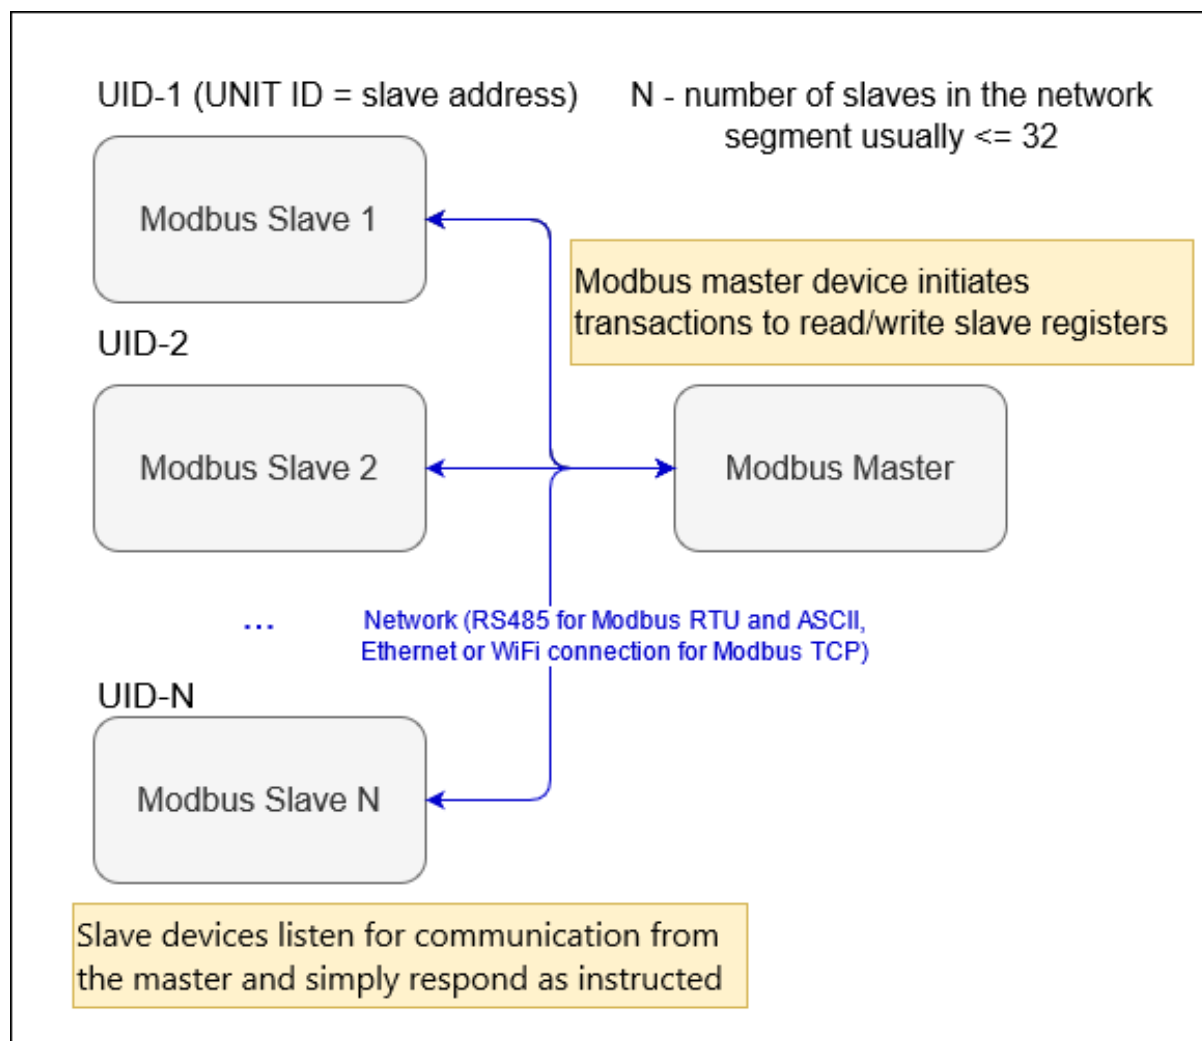 UID-1 (UNIT ID = slave address)
N - number of slaves in the network
segment usually <= 32
Modbus Slave 1
Modbus master device initiates
transactions to read/write slave registers
UID-2
Modbus Slave 2
Modbus Master
...
Network (RS485 for Modbus RTU and ASCII,
Ethernet or WiFi connection for Modbus TCP)
UID-N
Modbus Slave N
Slave devices listen for communication from
the master and simply respond as instructed